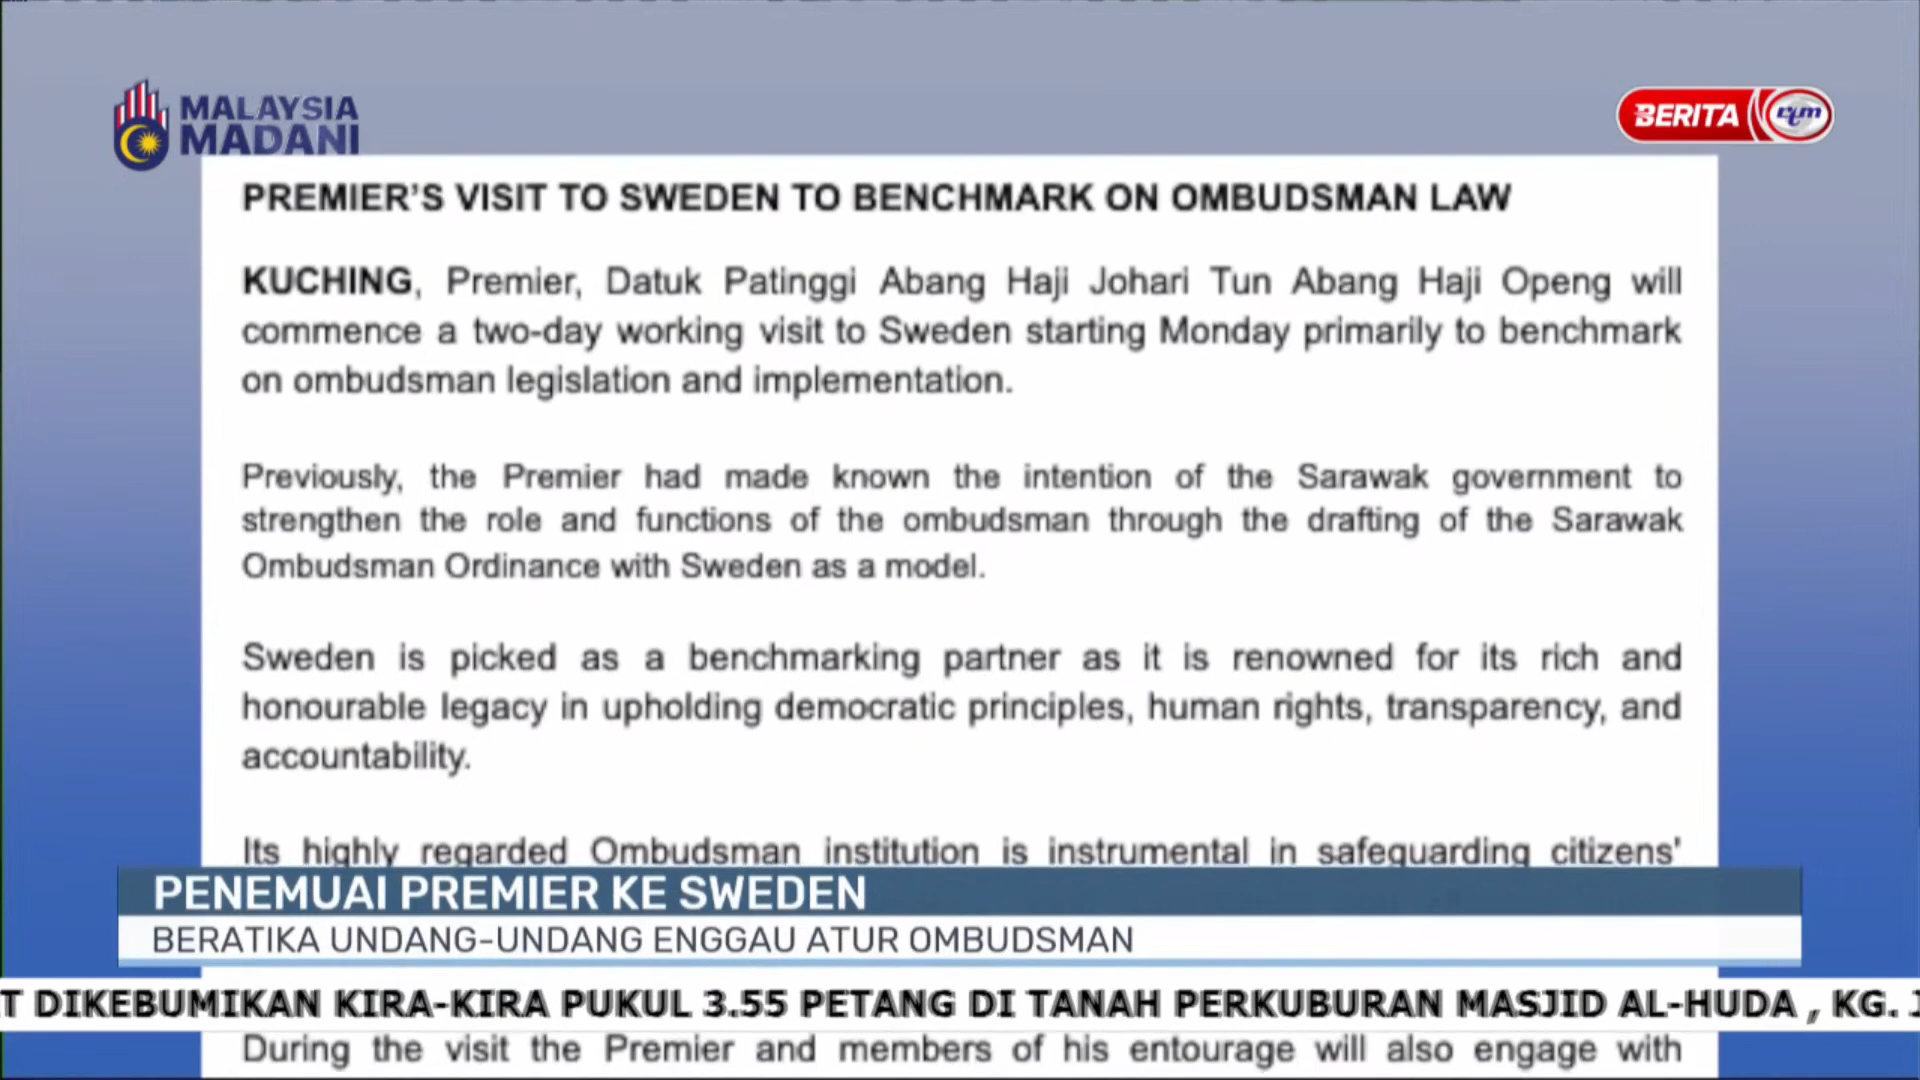 MALAYSIA
MADANI
BERITA rtm
PREMIER’S VISIT TO SWEDEN TO BENCHMARK ON OMBUDSMAN LAW
KUCHING, Premier, Datuk Patinggi Abang Haji Johari Tun Abang Haji Openg will
commence a two-day working visit to Sweden starting Monday primarily to benchmark
on ombudsman legislation and implementation.
Previously, the Premier had made known the intention of the Sarawak government to
strengthen the role and functions of the ombudsman through the drafting of the Sarawak
Ombudsman Ordinance with Sweden as a model.
Sweden is picked as a benchmarking partner as it is renowned for its rich and
honourable legacy in upholding democratic principles, human rights, transparency, and
accountability.
Its highly regarded Ombudsman institution is instrumental in safeguarding citizens'
PENEMUAI PREMIER KE SWEDEN
BERATIKA UNDANG-UNDANG ENGGAU ATUR OMBUDSMAN
T DIKEBUMIKAN KIRA-KIRA PUKUL 3.55 PETANG DI TANAH PERKUBURAN MASJID AL-HUDA , KG.
During the visit the Premier and members of his entourage will also engage with